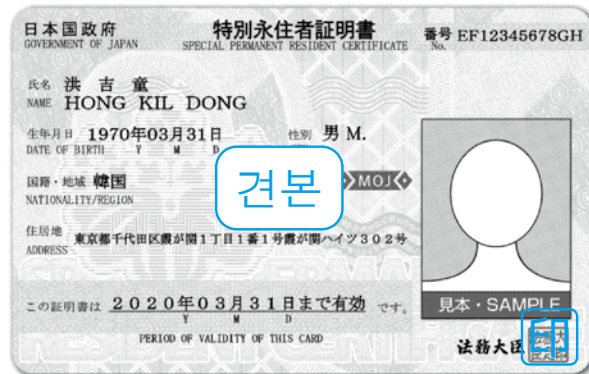 日本国政府 特別永住者証明書 番号 EF12345678GH
GOVERNMENT OF JAPAN SPECIAL PERMANENT RESIDENT CERTIFICATE No.
氏名 洪 吉 童
NAME HONG KIL DONG
生年月日 1970年03月31日 性別 男 M.
DATE OF BIRTH Y M D
견본
国籍・地域 韓国 MOJ
NATIONALITY/REGION
住居地 東京都千代田区霞が関1丁目1番1号霞が関ハイツ302号
ADDRESS
この証明書は 2020年03月31日まで有効 です。
Y M D
見本・SAMPLE
PERIOD OF VALIDITY OF THIS CARD
法務大臣
印